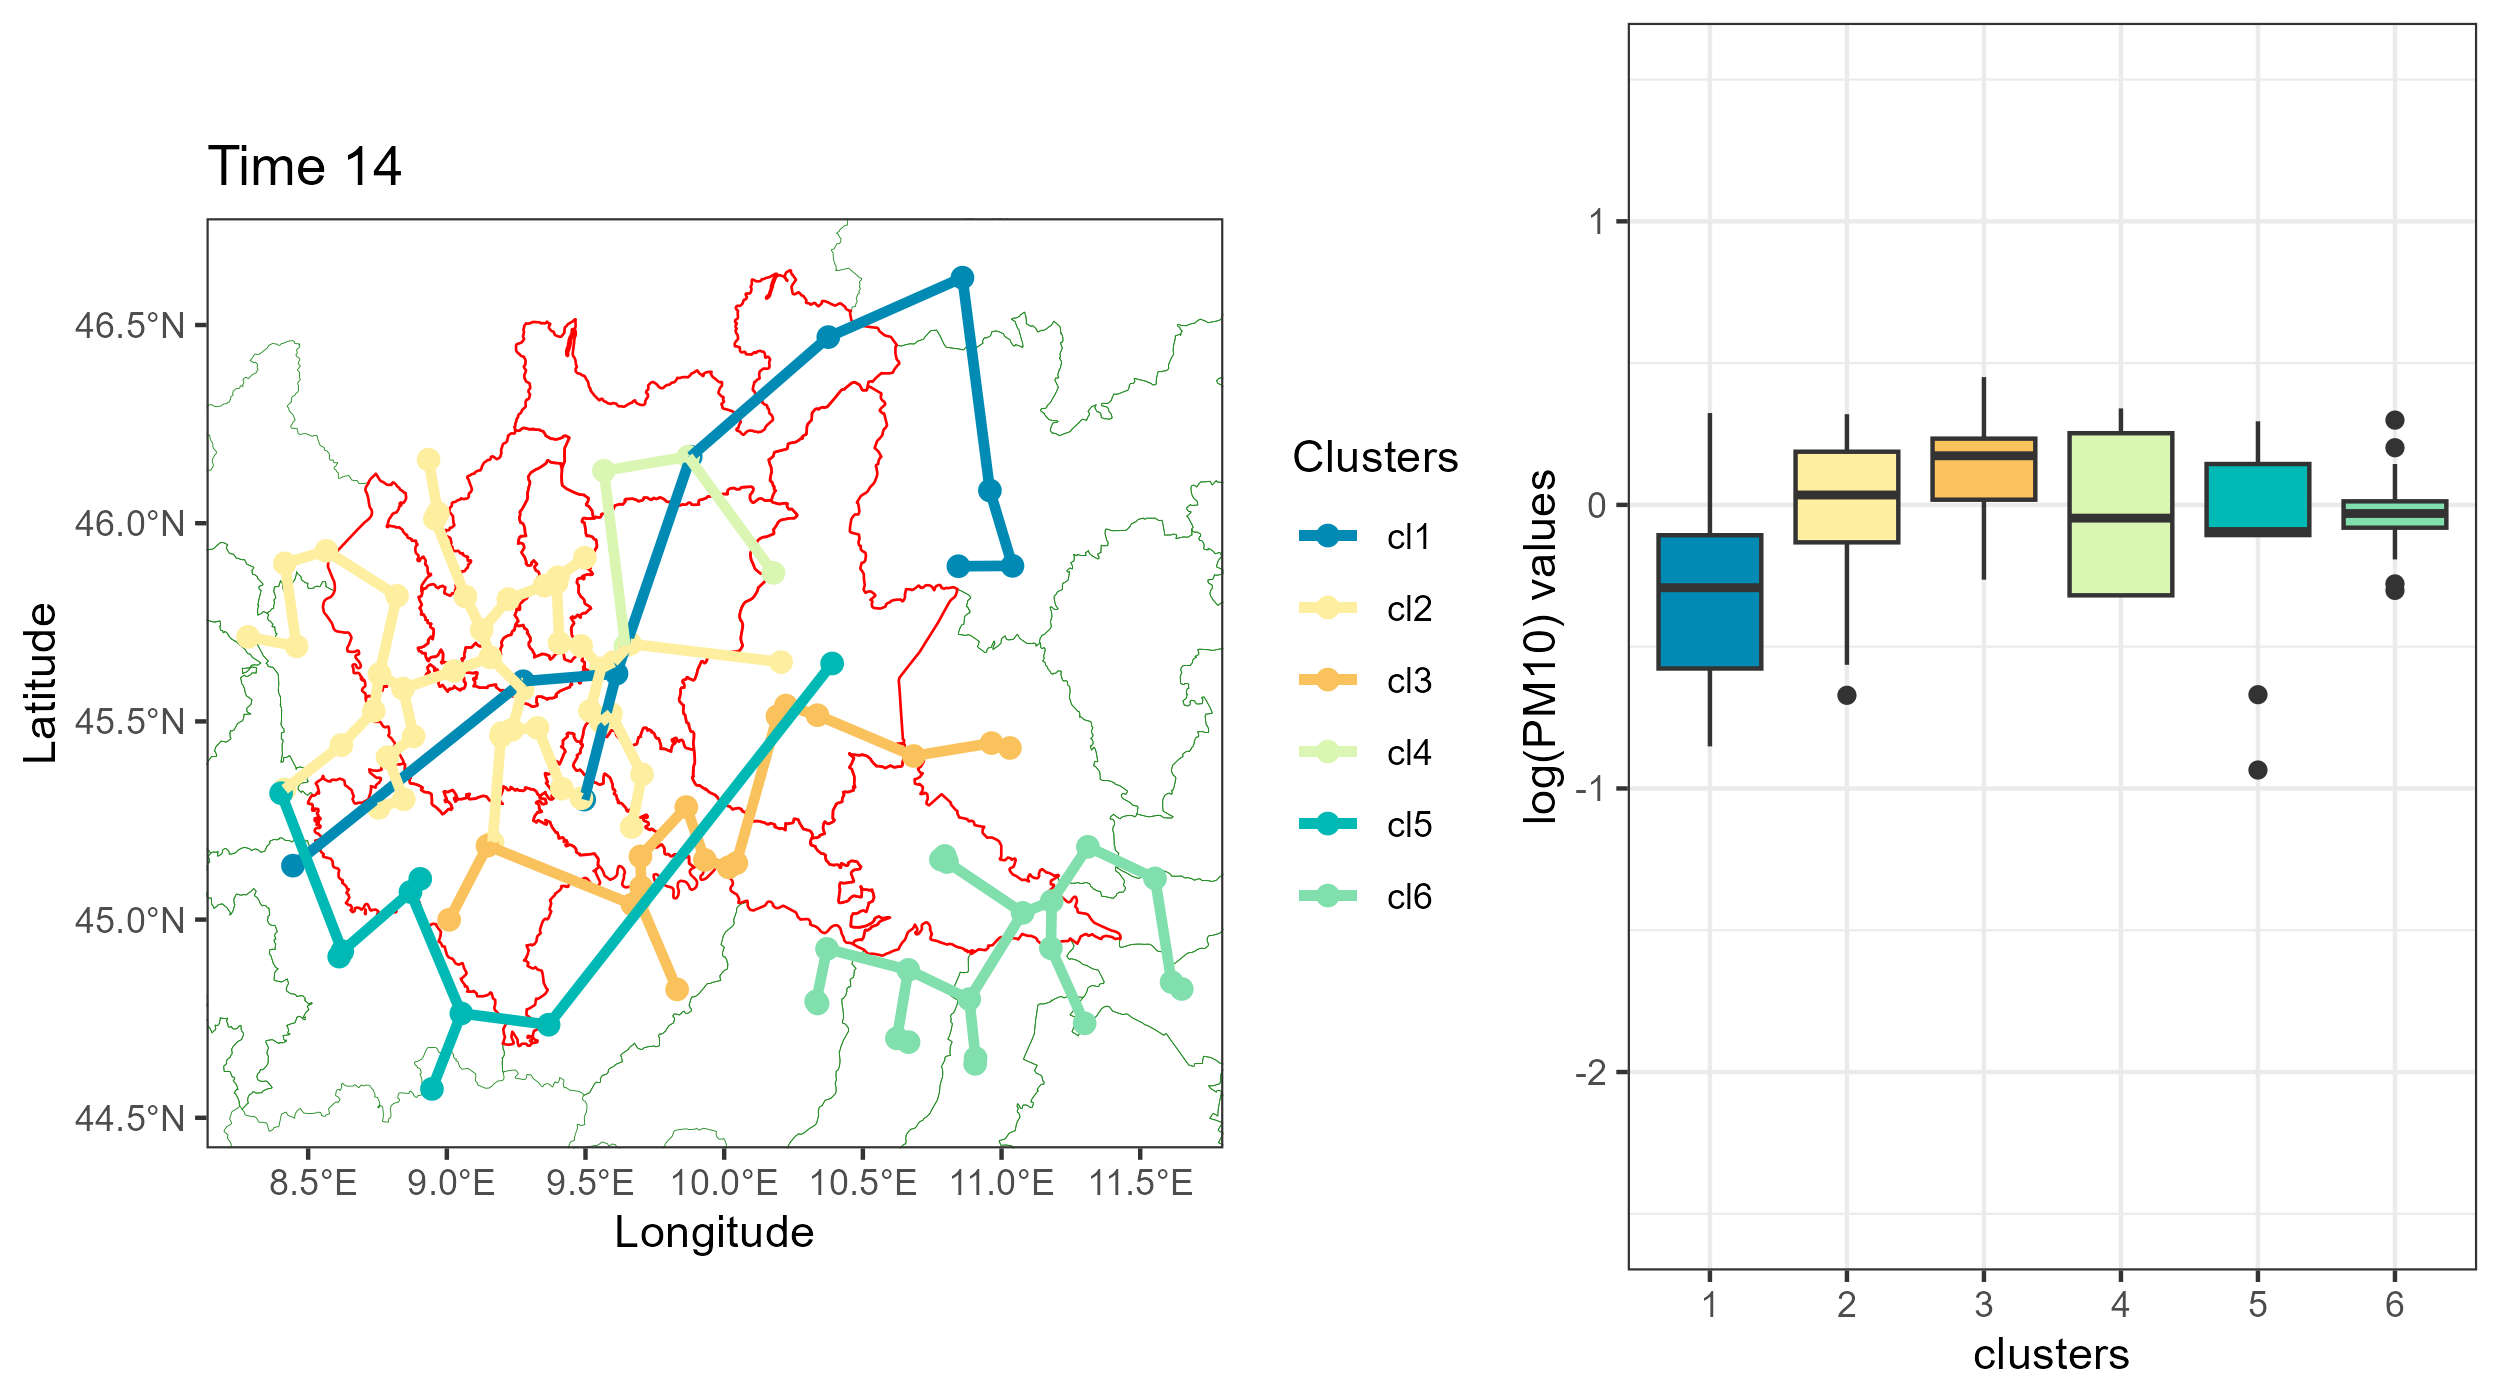 Time 14
Latitude
46.5°N
46.0°N
45.5°N
45.0°N
44.5°N
8.5°E 9.0°E 9.5°E 10.0°E 10.5°E 11.0°E 11.5°E
Longitude
Clusters
cl1
cl2
cl3
cl4
cl5
cl6
log(PM10) values
1
0
-1
-2
1 2 3 4 5 6
clusters